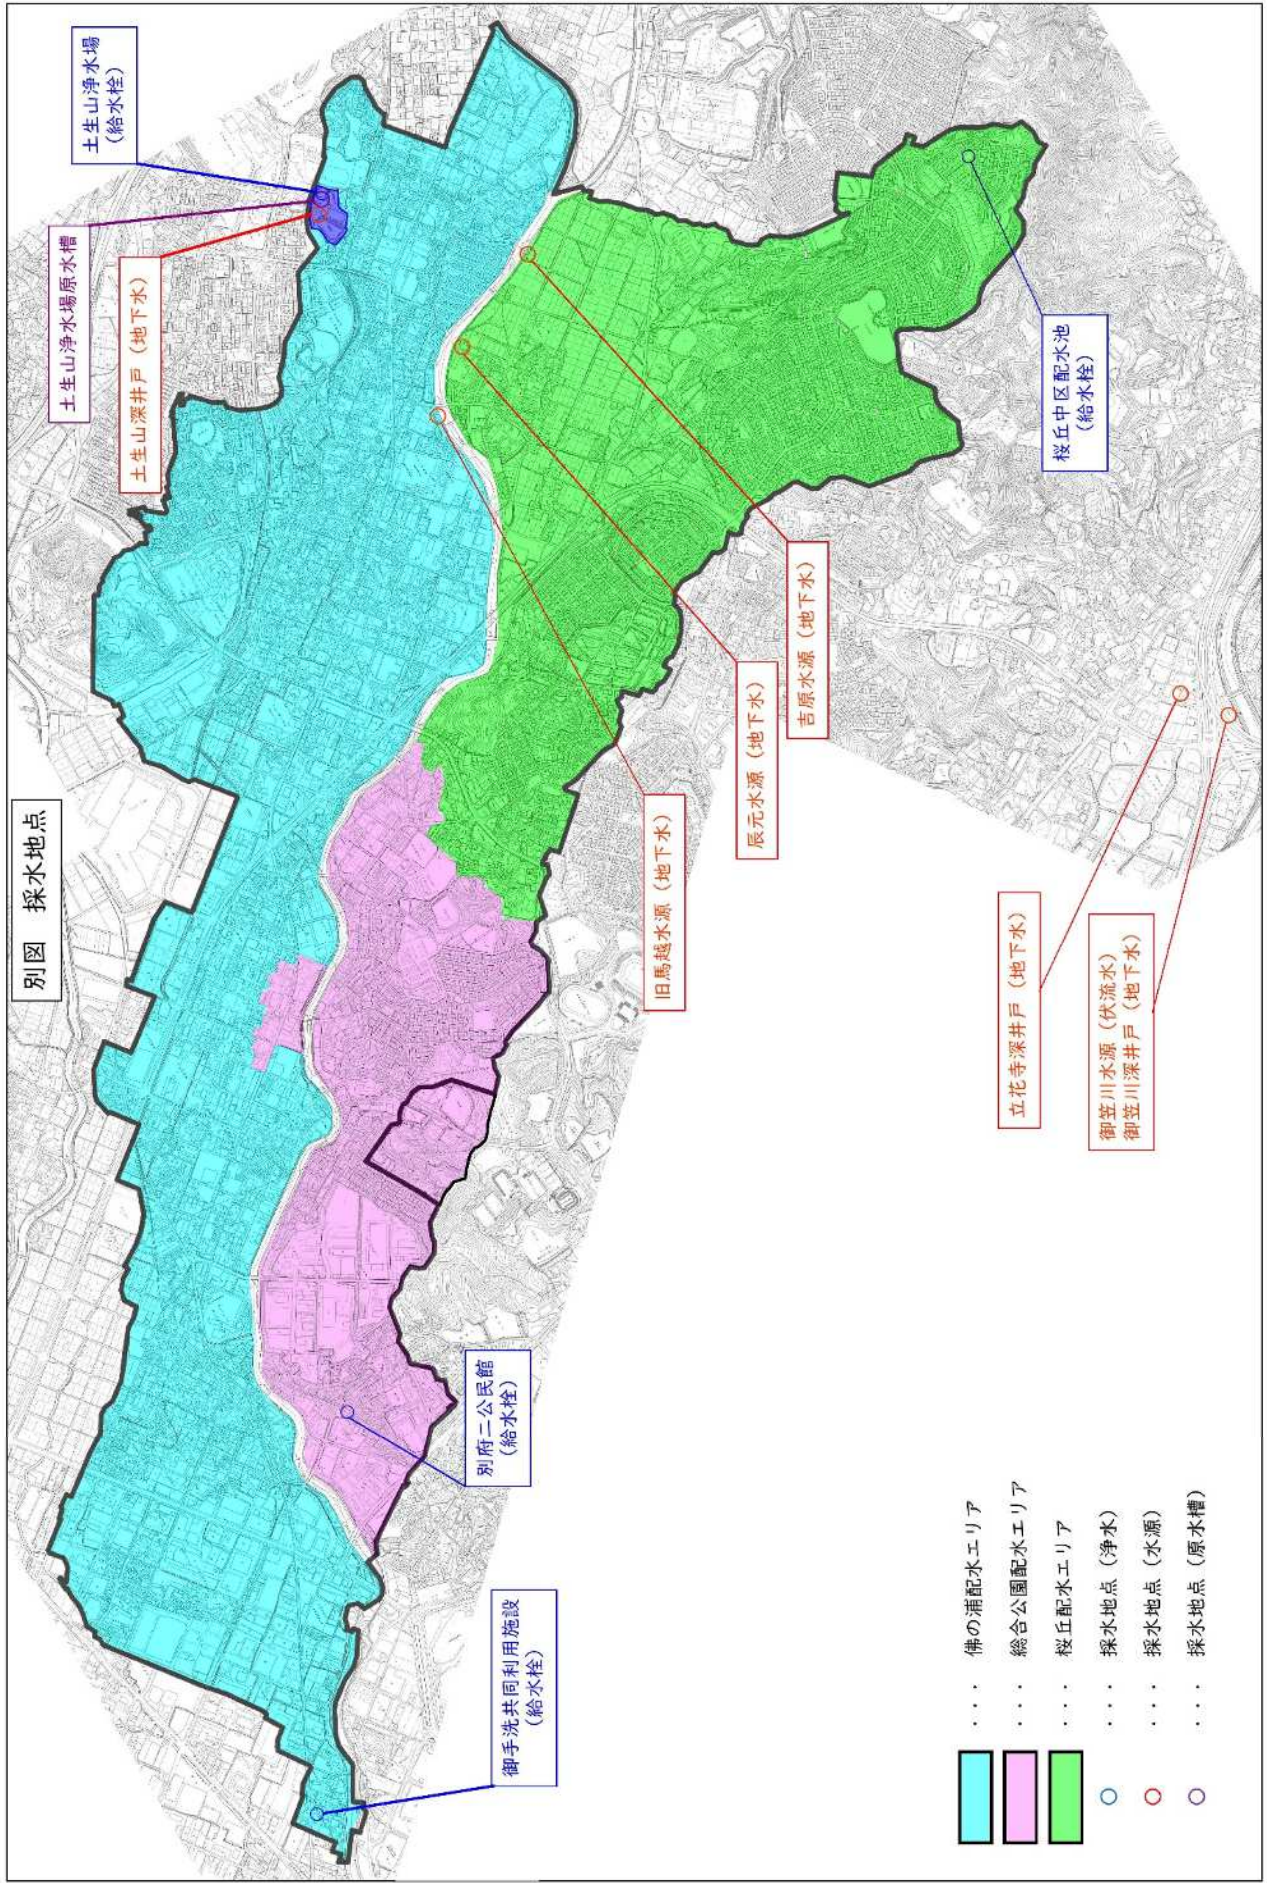 別図 採水地点
土生山浄水場
(給水栓)
土生山浄水場原水槽
土生山深井戸 (地下水)
桜丘中区配水池
(給水栓)
吉原水源 (地下水)
辰元水源 (地下水)
旧馬越水源 (地下水)
立花寺深井戸 (地下水)
御笠川水源 (伏流水)
御笠川深井戸 (地下水)
別府二公民館
(給水栓)
御手洗共同利用施設
(給水栓)
・・・ 佛の浦配水エリア
・・・ 総合公園配水エリア
・・・ 桜丘配水エリア
・・・ 採水地点 (浄水)
・・・ 採水地点 (水源)
・・・ 採水地点 (原水槽)